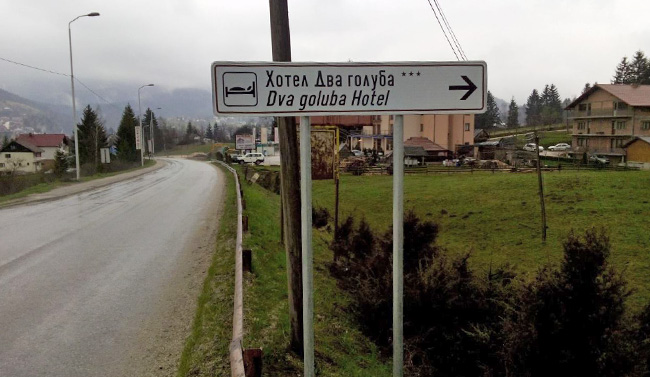 Хотел Два голуба ***
Dva goluba Hotel